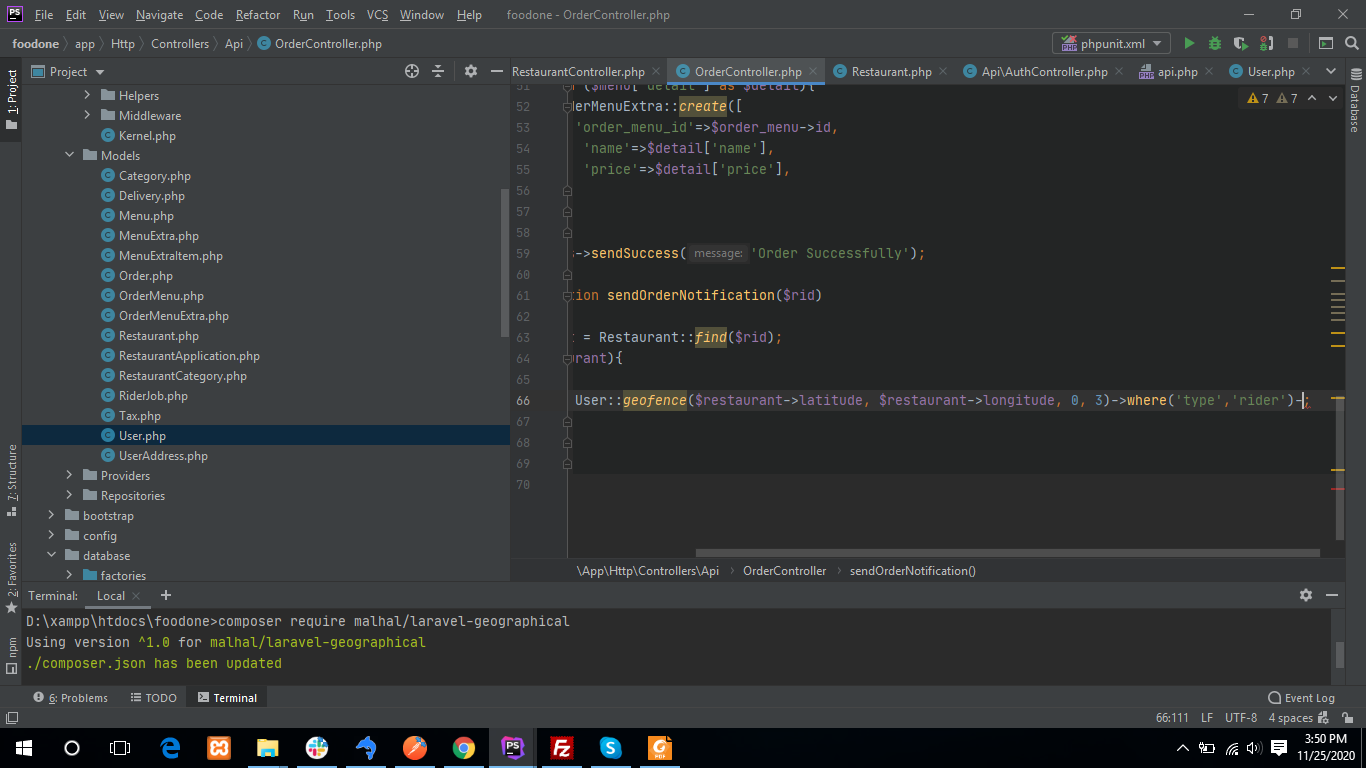 PS File Edit View Navigate Code Refactor Run Tools VCS Window Help foodone - OrderController.php
foodone app Http Controllers Api OrderController.php phpunit.xml
Project RestaurantController.php OrderController.php Restaurant.php Api\AuthController.php api.php User.php
1: Project
7: Structure
2: Favorites
npm
Database
Helpers
Middleware
Kernel.php
Models
Category.php
Delivery.php
Menu.php
MenuExtra.php
MenuExtraItem.php
Order.php
OrderMenu.php
OrderMenuExtra.php
Restaurant.php
RestaurantApplication.php
RestaurantCategory.php
RiderJob.php
Tax.php
User.php
UserAddress.php
Providers
Repositories
bootstrap
config
database
factories
7 7
51 ($menu['detail'] as $detail){
52 derMenuExtra::create([
53 'order_menu_id'=>$order_menu->id,
54 'name'=>$detail['name'],
55 'price'=>$detail['price'],
56
57
58
59 ->sendSuccess( message: 'Order Successfully');
60
61 tion sendOrderNotification($rid)
62
63 = Restaurant::find($rid);
64 urant){
65
66 User::geofence($restaurant->latitude, $restaurant->longitude, 0, 3)->where('type','rider')-;
67
68
69
70
\App\Http\Controllers\Api OrderController sendOrderNotification()
Terminal: Local +
D:\xampp\htdocs\foodone>composer require malhal/laravel-geographical
Using version ^1.0 for malhal/laravel-geographical
./composer.json has been updated
6: Problems TODO Terminal Event Log
66:111 LF UTF-8 4 spaces
3:50 PM
11/25/2020